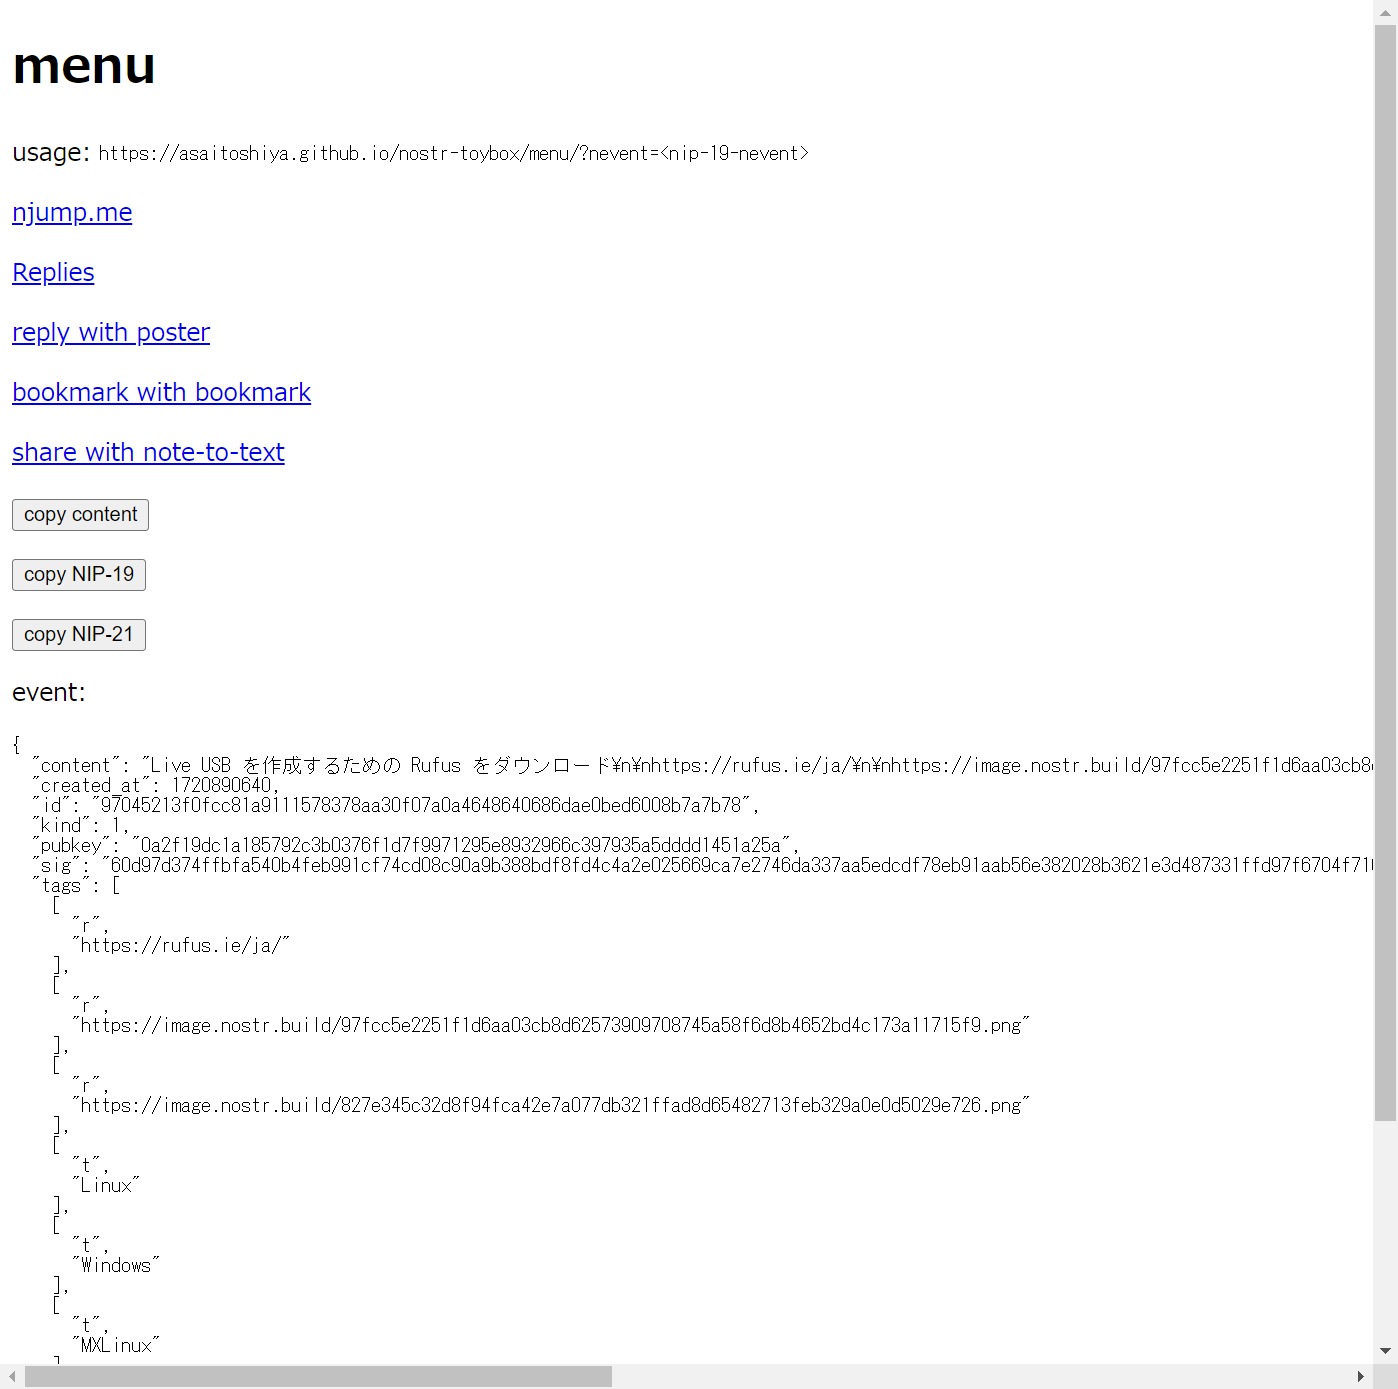 menu
usage: https://asaitoshiya.github.io/nostr-toybox/menu/?nevent=<nip-19-nevent>
njump.me
Replies
reply with poster
bookmark with bookmark
share with note-to-text
copy content
copy NIP-19
copy NIP-21
event:
{
  "content": "Live USB を作成するための Rufus をダウンロード¥n¥nhttps://rufus.ie/ja/¥n¥nhttps://image.nostr.build/97fcc5e2251f1d6aa03cb8
  "created_at": 1720890640,
  "id": "97045213f0fcc81a9111578378aa30f07a0a4648640686dae0bed6008b7a7b78",
  "kind": 1,
  "pubkey": "0a2f19dc1a185792c3b0376f1d7f9971295e8932966c397935a5dddd1451a25a",
  "sig": "60d97d374ffbfa540b4feb991cf74cd08c90a9b388bdf8fd4c4a2e025669ca7e2746da337aa5edcdf78eb91aab56e382028b3621e3d487331ffd97f6704f71
  "tags": [
    [
      "r",
      "https://rufus.ie/ja/"
    ],
    [
      "r",
      "https://image.nostr.build/97fcc5e2251f1d6aa03cb8d62573909708745a58f6d8b4652bd4c173a11715f9.png"
    ],
    [
      "r",
      "https://image.nostr.build/827e345c32d8f94fca42e7a077db321ffad8d65482713feb329a0e0d5029e726.png"
    ],
    [
      "t",
      "Linux"
    ],
    [
      "t",
      "Windows"
    ],
    [
      "t",
      "MXLinux"
    ]